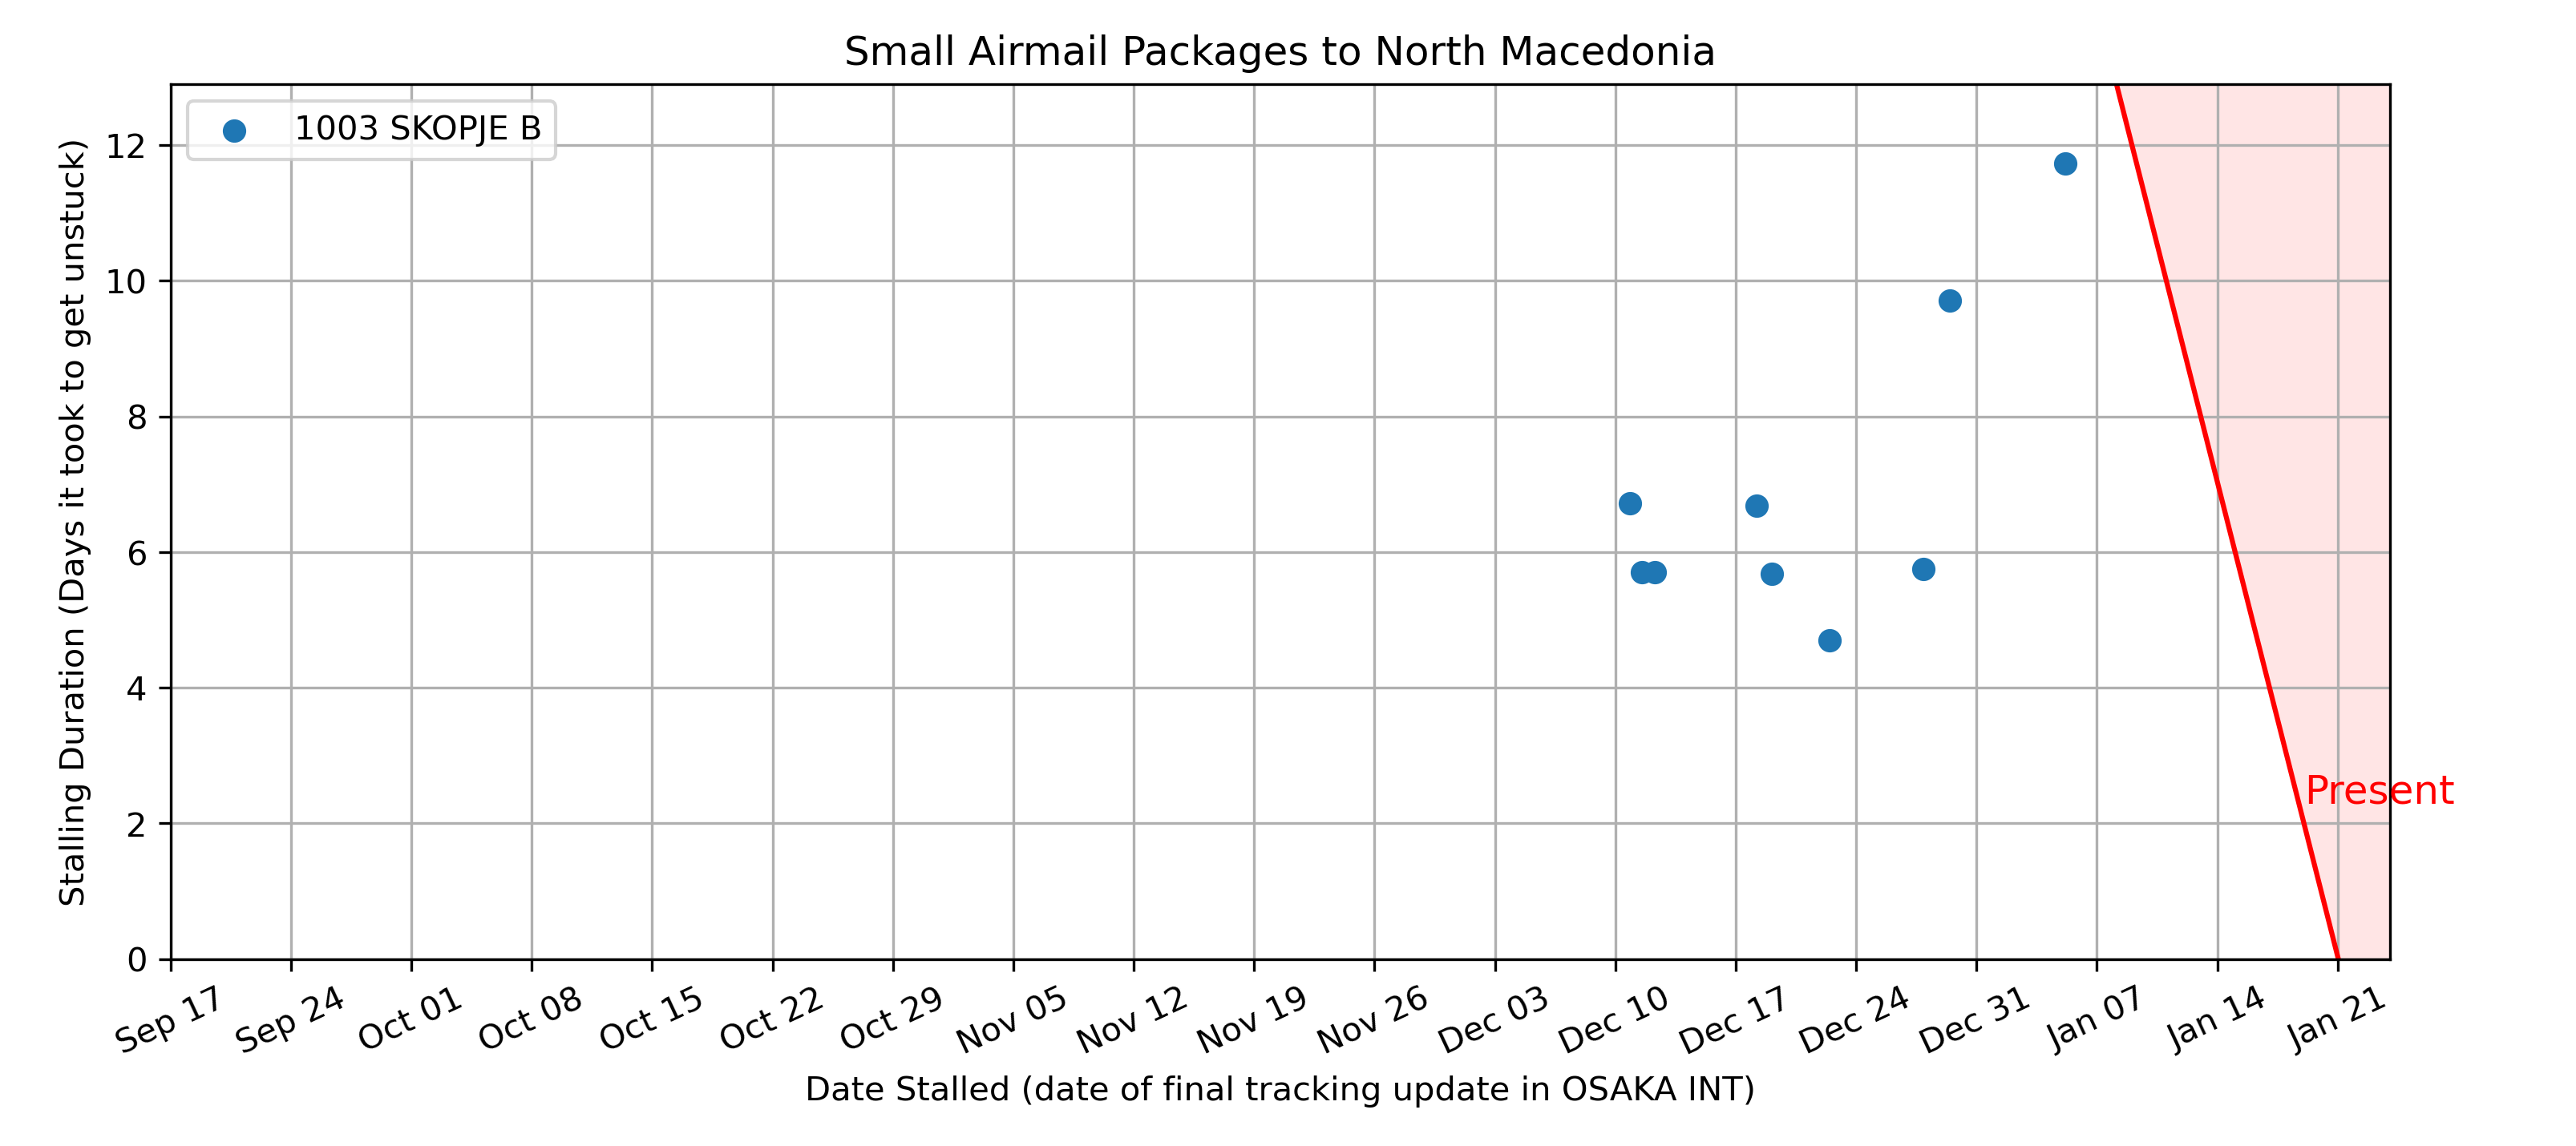 Small Airmail Packages to North Macedonia
1003 SKOPJE B
Stalling Duration (Days it took to get unstuck)
12
10
8
6
4
2
0
Present
Sep 17
Sep 24
Oct 01
Oct 08
Oct 15
Oct 22
Oct 29
Nov 05
Nov 12
Nov 19
Nov 26
Dec 03
Dec 10
Dec 17
Dec 24
Dec 31
Jan 07
Jan 14
Jan 21
Date Stalled (date of final tracking update in OSAKA INT)